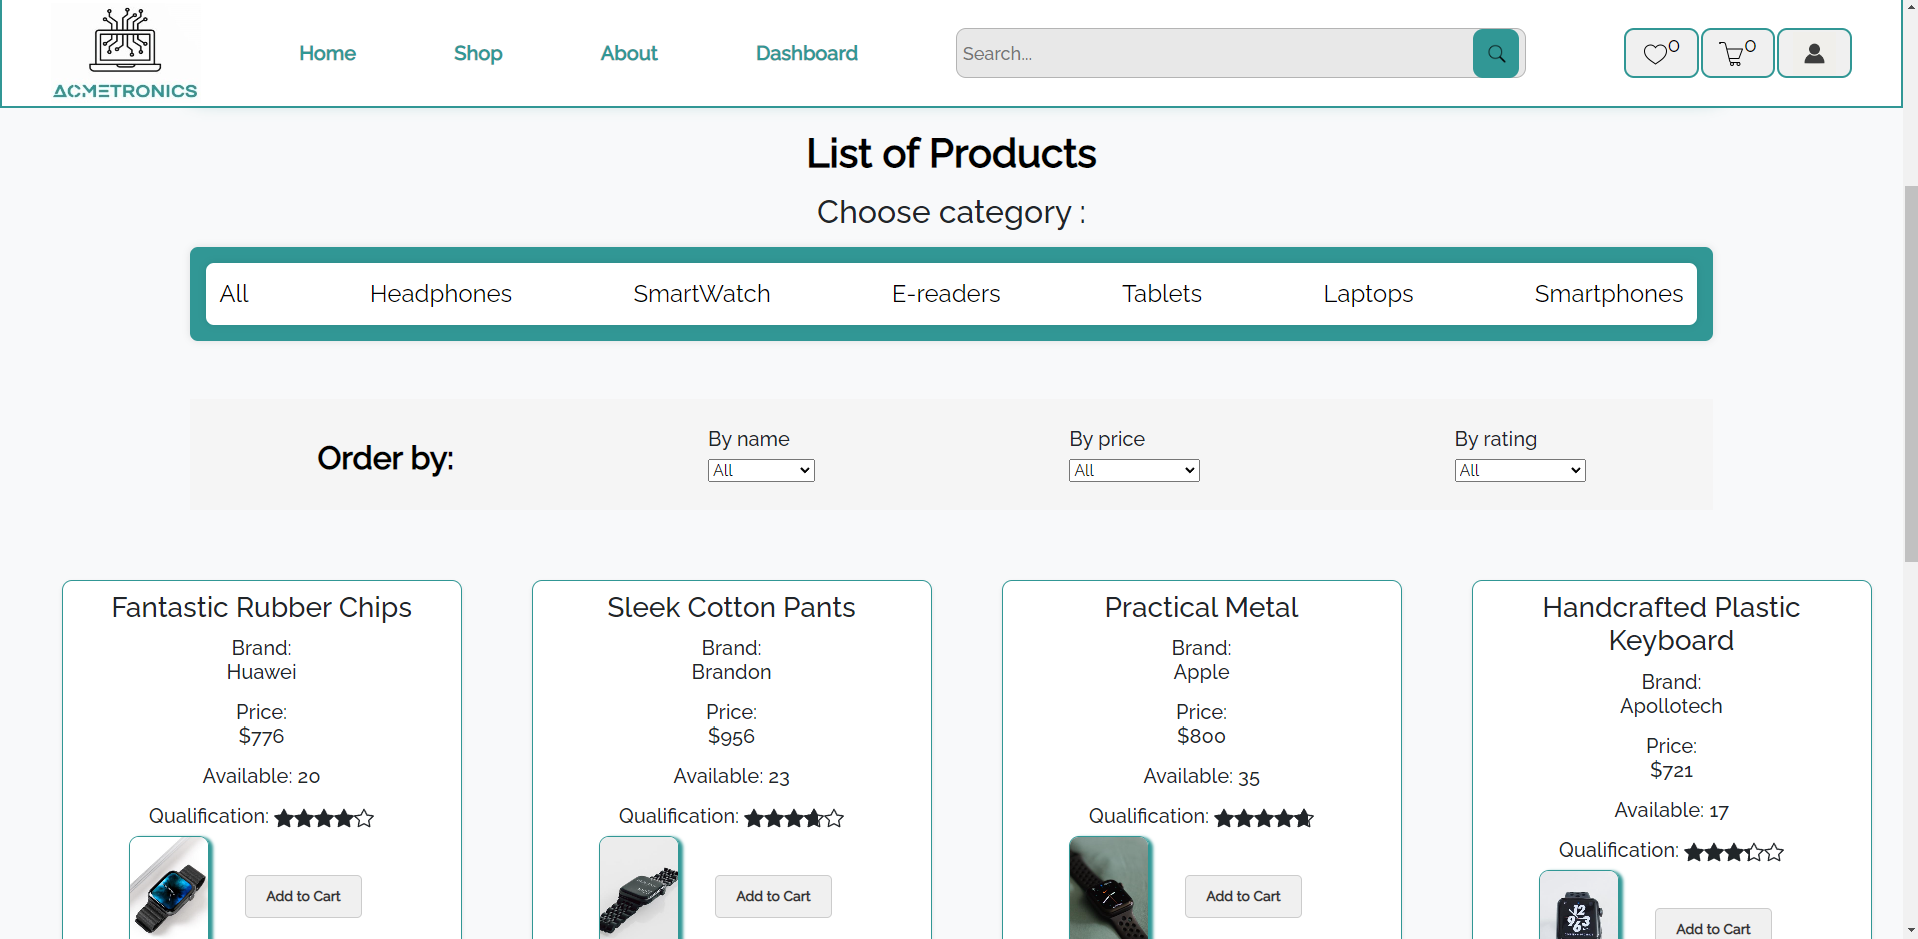 ACMETRONICS
Home
Shop
About
Dashboard
Search...
0
0
List of Products
Choose category :
All
Headphones
SmartWatch
E-readers
Tablets
Laptops
Smartphones
Order by:
By name
All
By price
All
By rating
All
Fantastic Rubber Chips
Brand:
Huawei
Price:
$776
Available: 20
Qualification:
Add to Cart
Sleek Cotton Pants
Brand:
Brandon
Price:
$956
Available: 23
Qualification:
Add to Cart
Practical Metal
Brand:
Apple
Price:
$800
Available: 35
Qualification:
Add to Cart
Handcrafted Plastic
Keyboard
Brand:
Apollotech
Price:
$721
Available: 17
Qualification:
12
9 3
6
Add to Cart